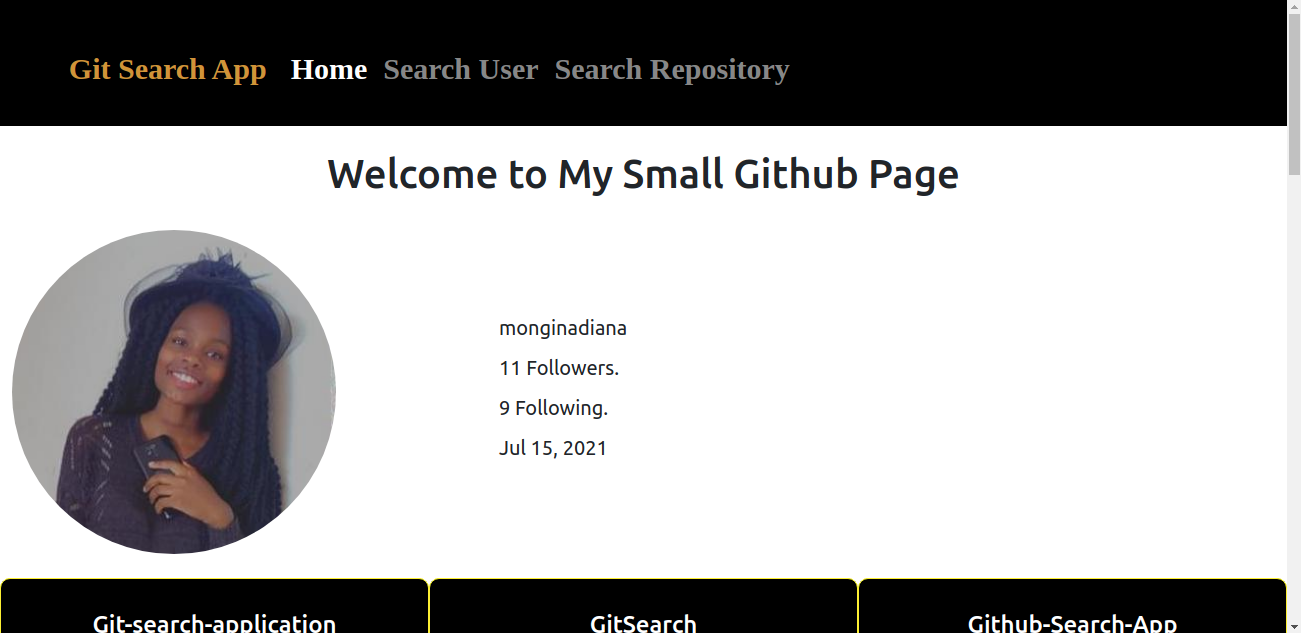 Git Search App Home Search User Search Repository
Welcome to My Small Github Page
monginadiana
11 Followers.
9 Following.
Jul 15, 2021
Git-search-application GitSearch Github-Search-App